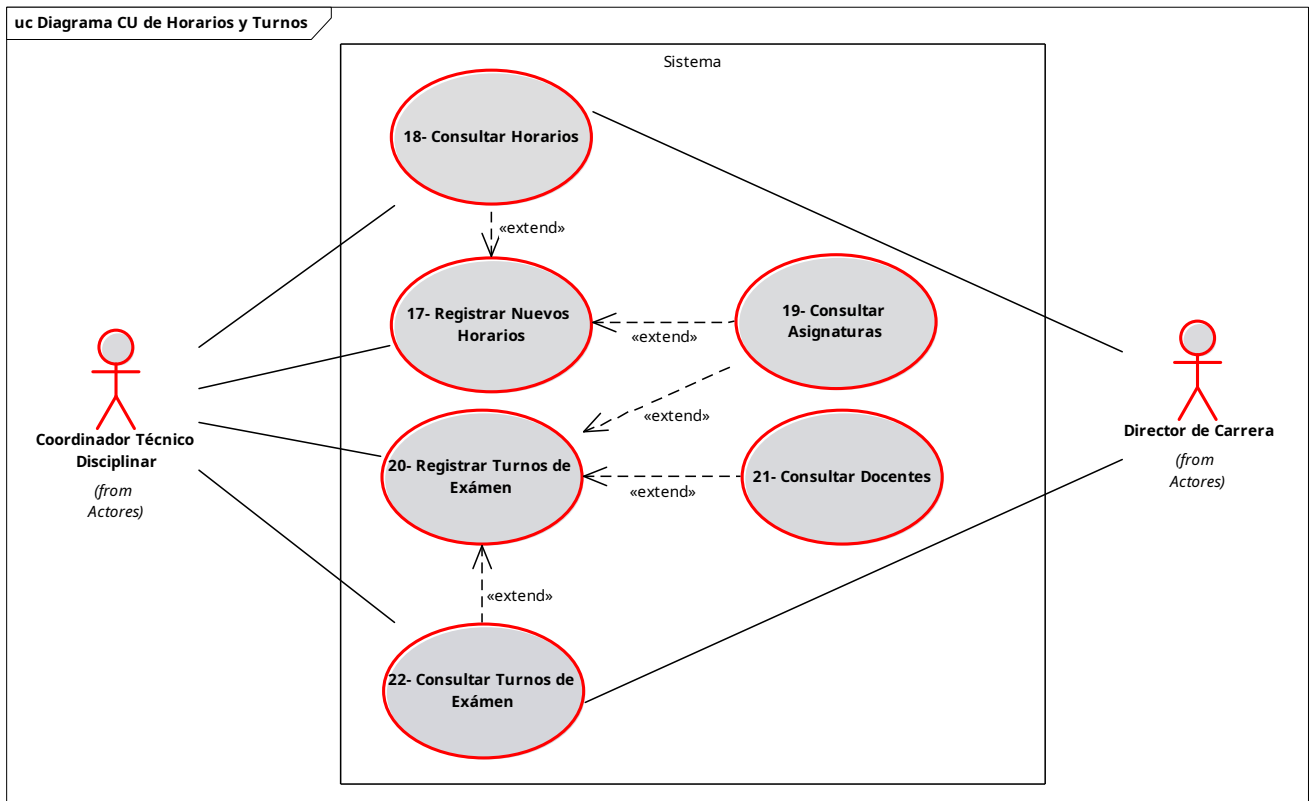 uc Diagrama CU de Horarios y Turnos
Sistema
18- Consultar Horarios
«extend»
17- Registrar Nuevos
Horarios
19- Consultar
Asignaturas
«extend»
«extend»
Coordinador Técnico
Disciplinar
(from
Actores)
Director de Carrera
(from
Actores)
20- Registrar Turnos de
Exámen
21- Consultar Docentes
«extend»
«extend»
22- Consultar Turnos de
Exámen